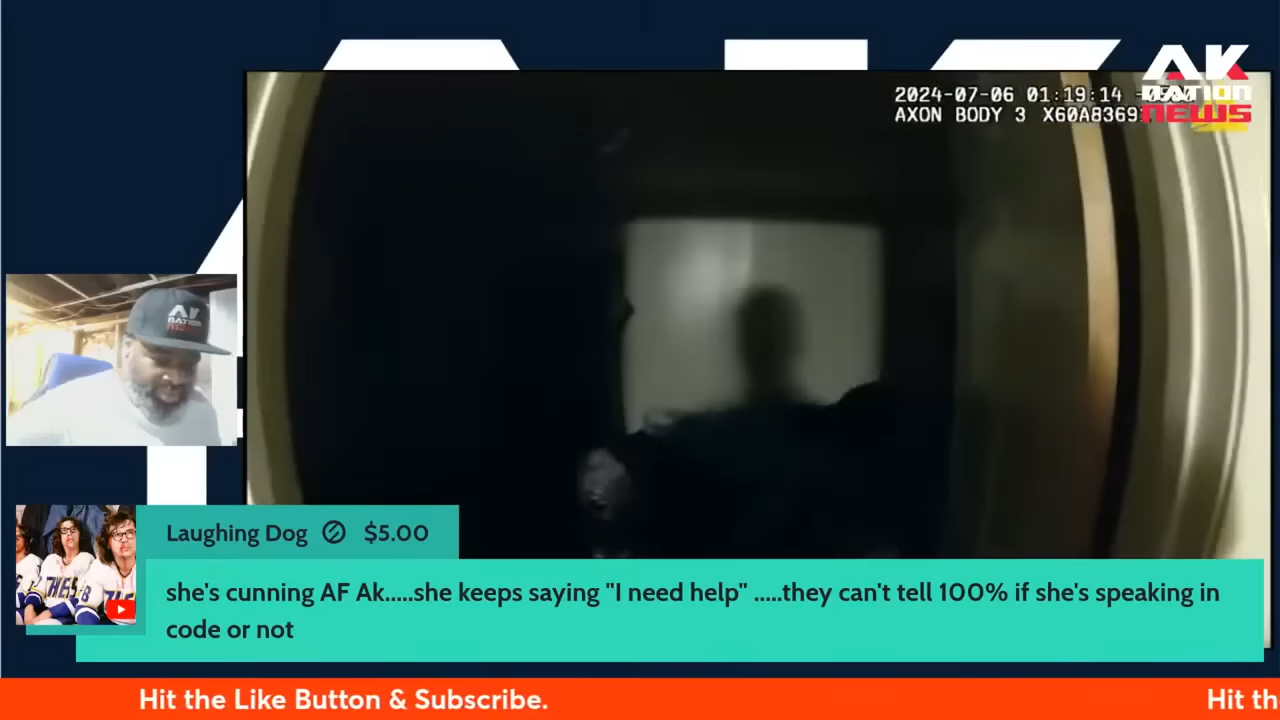 2024-07-06 01:19:14
AXON BODY 3 X60A8369
AK
NATION
NEWS
AK
NATION
Laughing Dog $5.00
she's cunning AF Ak.....she keeps saying "I need help" .....they can't tell 100% if she's speaking in
code or not
Hit the Like Button & Subscribe.
Hit th